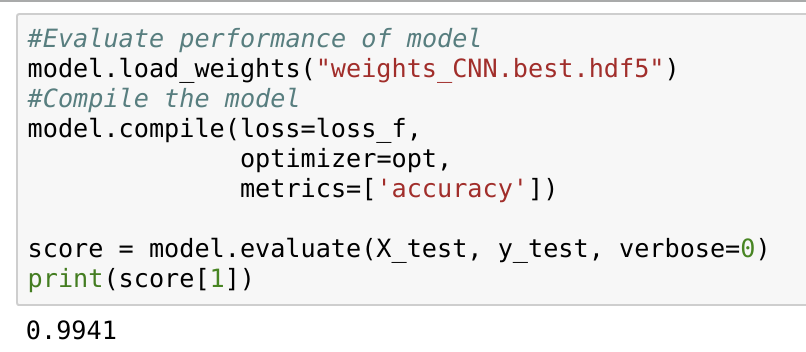 #Evaluate performance of model
model.load_weights("weights_CNN.best.hdf5")
#Compile the model
model.compile(loss=loss_f,
              optimizer=opt,
              metrics=['accuracy'])

score = model.evaluate(X_test, y_test, verbose=0)
print(score[1])
0.9941